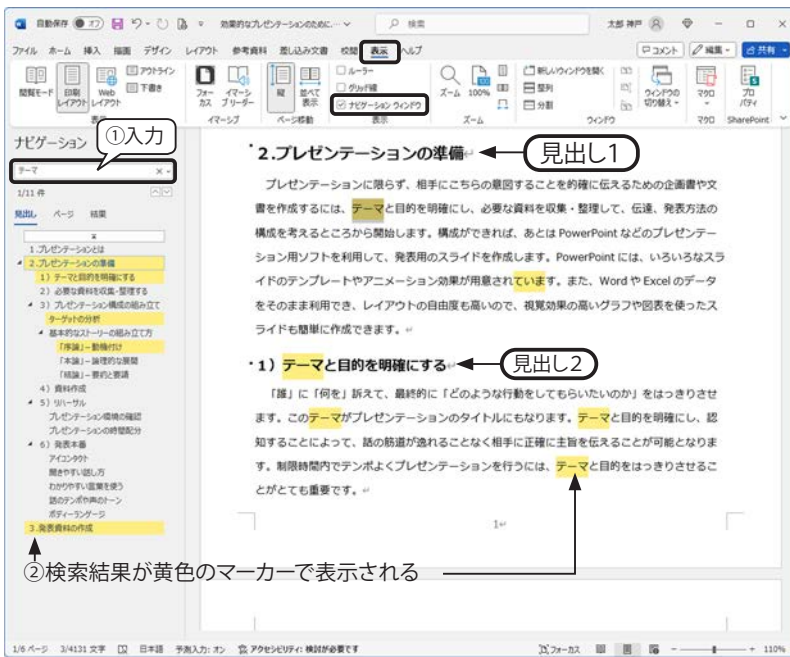 自動保存 オフ 効果的なプレゼンテーションのために… 検索 太郎 神戸
ファイル ホーム 挿入 描画 デザイン レイアウト 参考資料 差し込み文書 校閲 表示 ヘルプ コメント 編集 共有
閲覧モード 印刷レイアウト Webレイアウト アウトライン 下書き
表示
フォーカス イマーシブ リーダー
イマーシブ
縦 並べて表示
ページ移動
ルーラー
グリッド線
ナビゲーション ウィンドウ
表示
ズーム 100%
ズーム
新しいウィンドウを開く
整列
分割
ウィンドウの切り替え
ウィンドウ
マクロ
マクロ
プロパティ
SharePoint
ナビゲーション
①入力
テーマ
1/11 件
見出し ページ 結果
1.プレゼンテーションとは
2.プレゼンテーションの準備
1）テーマと目的を明確にする
2）必要な資料を収集・整理する
3）プレゼンテーション構成の組み立て
ターゲットの分析
基本的なストーリーの組み立て方
「序論」－動機付け
「本論」－論理的な展開
「結論」－要約と要請
4）資料作成
5）リハーサル
プレゼンテーション環境の確認
プレゼンテーションの時間配分
6）発表本番
アイコンタクト
聞きやすい話し方
わかりやすい言葉を使う
話のテンポや声のトーン
ボディーランゲージ
3.発表資料の作成
②検索結果が黄色のマーカーで表示される
2.プレゼンテーションの準備
見出し1
プレゼンテーションに限らず、相手にこちらの意図することを的確に伝えるための企画書や文
書を作成するには、テーマと目的を明確にし、必要な資料を収集・整理して、伝達、発表方法の
構成を考えるところから開始します。構成ができれば、あとは PowerPoint などのプレゼンテー
ション用ソフトを利用して、発表用のスライドを作成します。PowerPoint には、いろいろなスラ
イドのテンプレートやアニメーション効果が用意されています。また、Word や Excel のデータ
をそのまま利用でき、レイアウトの自由度も高いので、視覚効果の高いグラフや図表を使ったス
ライドも簡単に作成できます。
1）テーマと目的を明確にする
見出し2
「誰」に「何を」訴えて、最終的に「どのような行動をしてもらいたいのか」をはっきりさせ
ます。このテーマがプレゼンテーションのタイトルにもなります。テーマと目的を明確にし、認
知することによって、話の筋道が逸れることなく相手に正確に主旨を伝えることが可能となりま
す。制限時間内でテンポよくプレゼンテーションを行うには、テーマと目的をはっきりさせるこ
とがとても重要です。
1
1/6 ページ 3/4131 文字 日本語 予測入力: オン アクセシビリティ: 検討が必要です フォーカス 110%